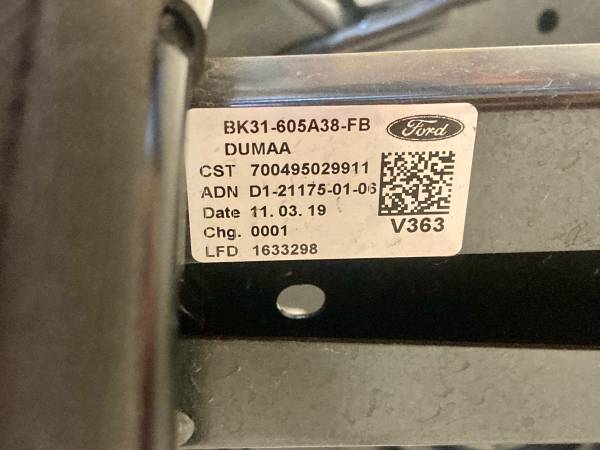 BK31-605A38-FB
Ford
DUMAA
CST 700495029911
ADN D1-21175-01-06
Date 11. 03. 19
Chg. 0001
V363
LFD 1633298